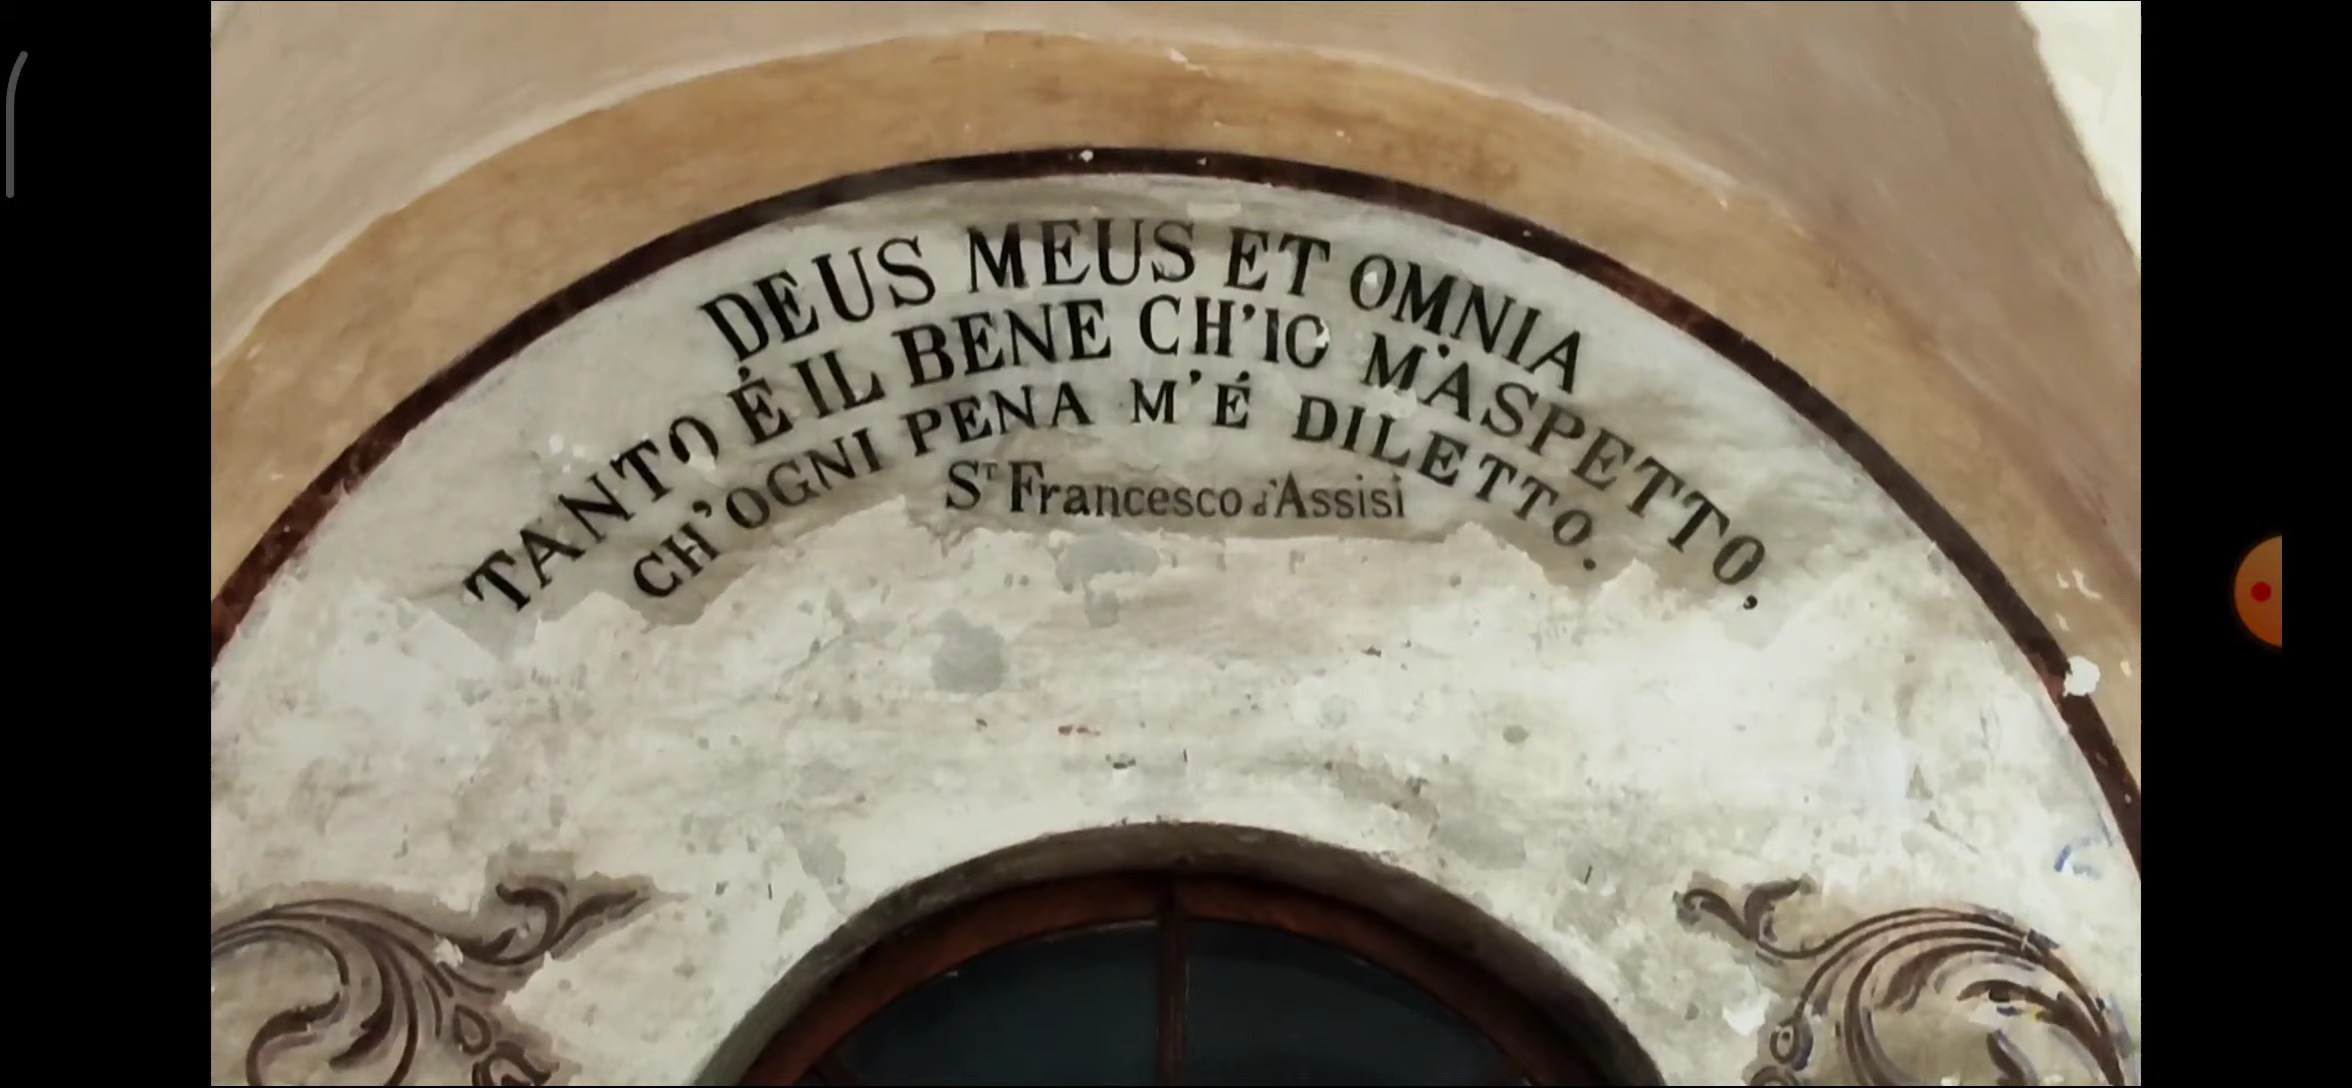 DEUS MEUS ET OMNIA
TANTO È IL BENE CH'IO M'ASPETTO,
CH'OGNI PENA M'É DILETTO.
ST Francesco d'Assisi